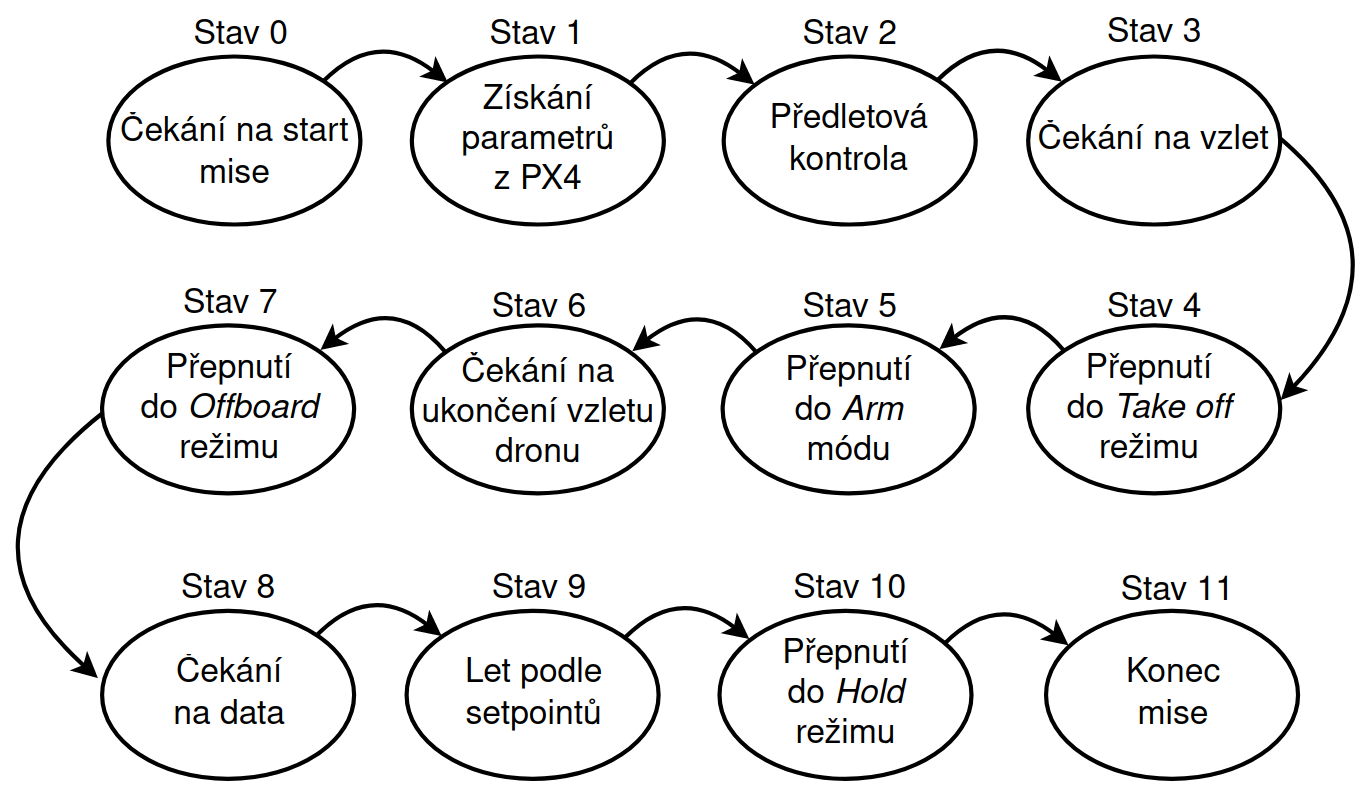 Stav 0
Čekání na start
mise
Stav 1
Získání
parametrů
z PX4
Stav 2
Předletová
kontrola
Stav 3
Čekání na vzlet
Stav 4
Přepnutí
do Take off
režimu
Stav 5
Přepnutí
do Arm
módu
Stav 6
Čekání na
ukončení vzletu
dronu
Stav 7
Přepnutí
do Offboard
režimu
Stav 8
Čekání
na data
Stav 9
Let podle
setpointů
Stav 10
Přepnutí
do Hold
režimu
Stav 11
Konec
mise